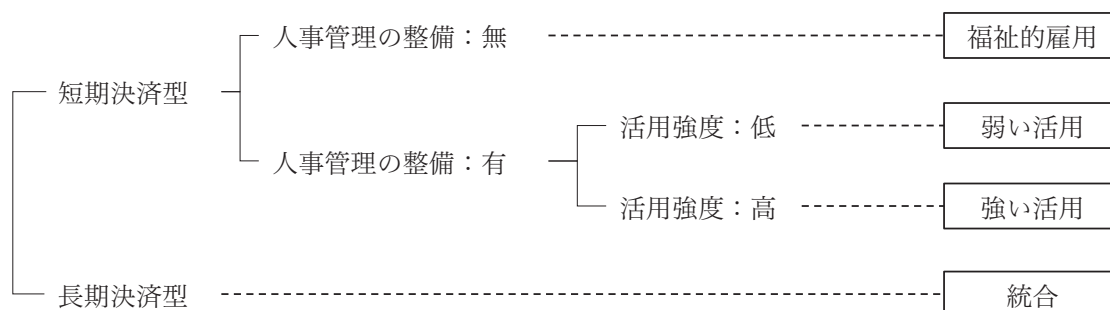 人事管理の整備:無
福祉的雇用
短期決済型
活用強度:低
弱い活用
人事管理の整備:有
活用強度:高
強い活用
長期決済型
統合